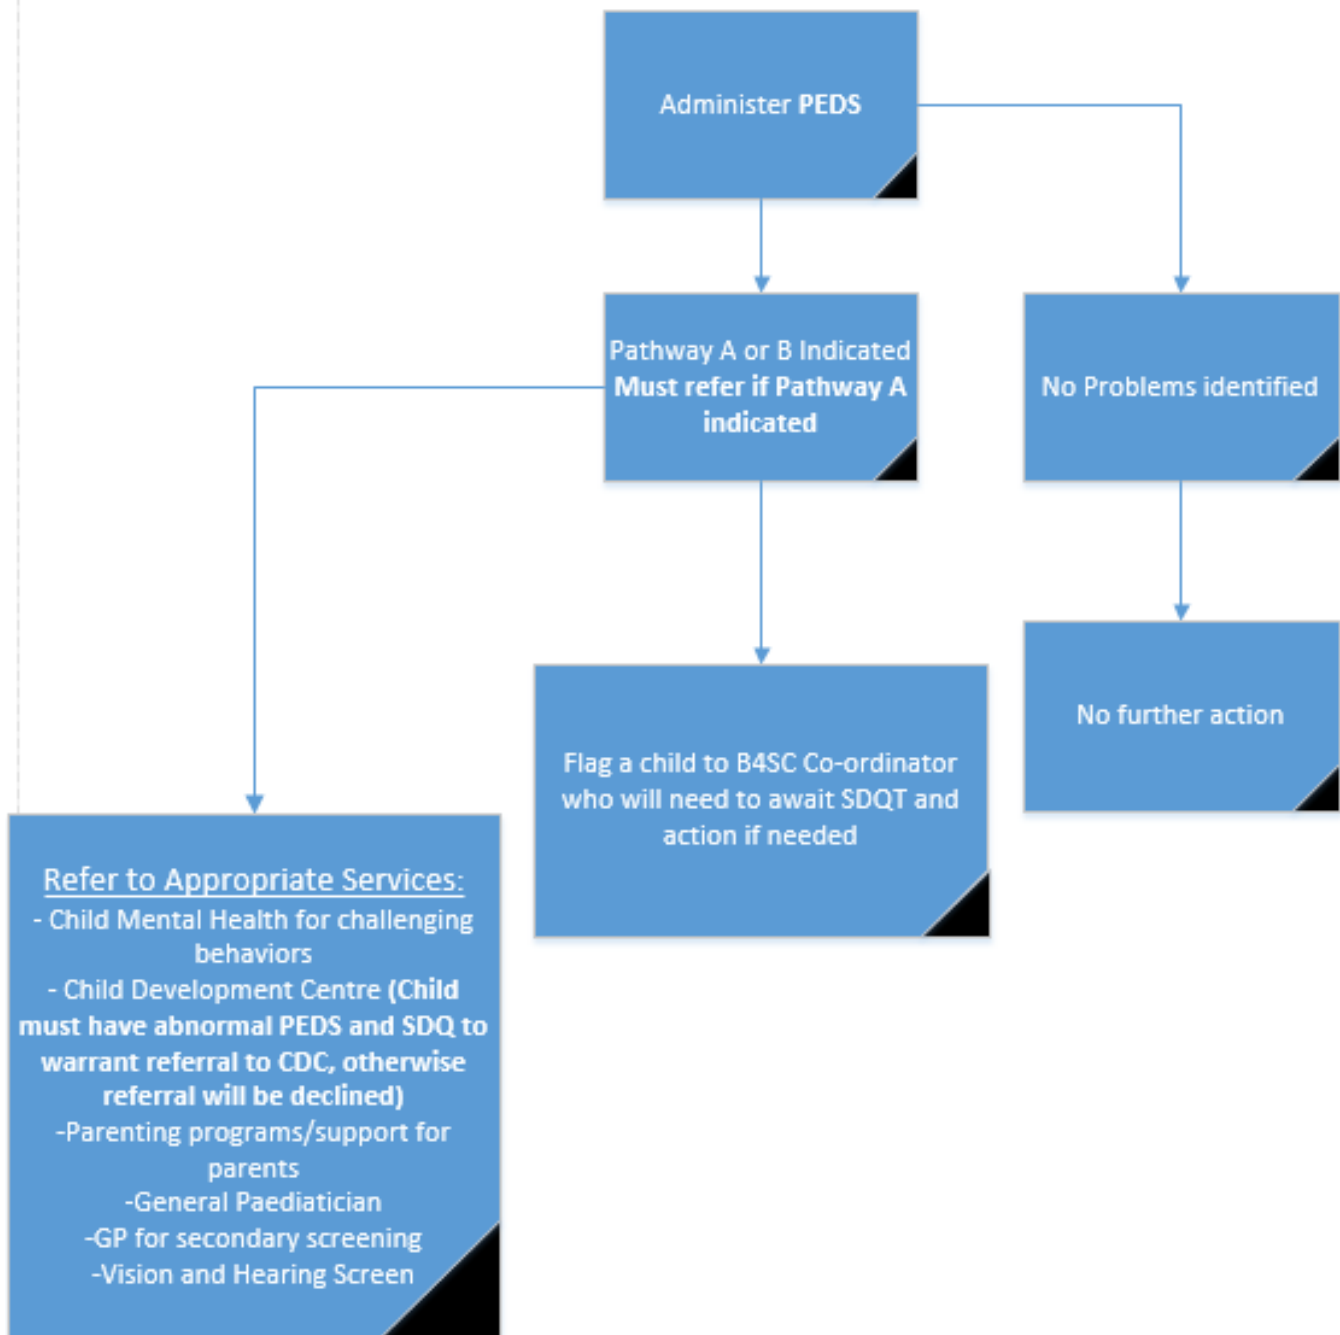 Administer PEDS
Pathway A or B Indicated
Must refer if Pathway A
indicated
No Problems identified
No further action
Flag a child to B4SC Co-ordinator
who will need to await SDQT and
action if needed
Refer to Appropriate Services:
- Child Mental Health for challenging
behaviors
- Child Development Centre (Child
must have abnormal PEDS and SDQ to
warrant referral to CDC, otherwise
referral will be declined)
-Parenting programs/support for
parents
-General Paediatician
-GP for secondary screening
-Vision and Hearing Screen